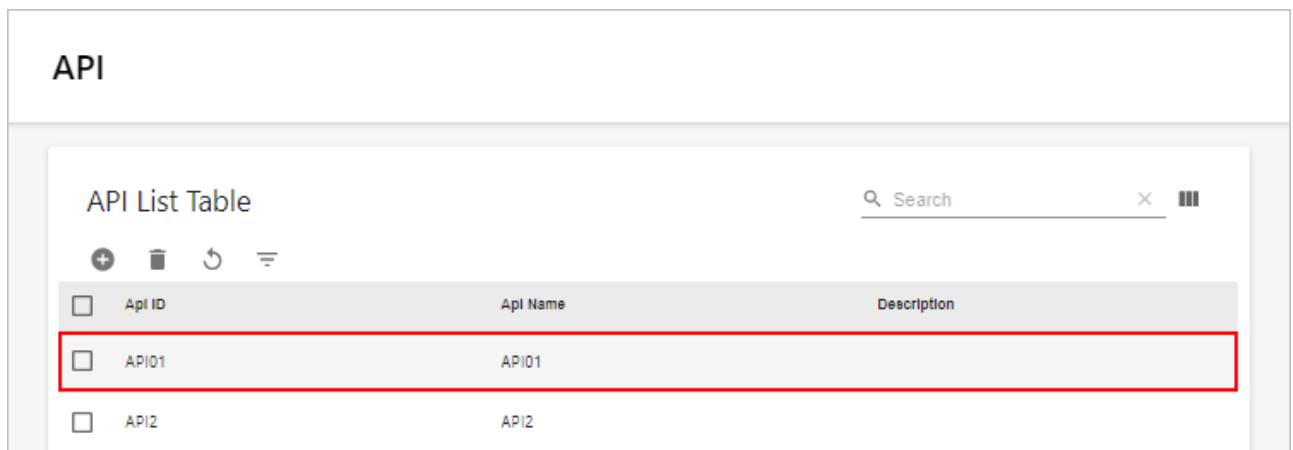 API
API List Table
Search
Api ID Api Name Description
API01 API01
API2 API2